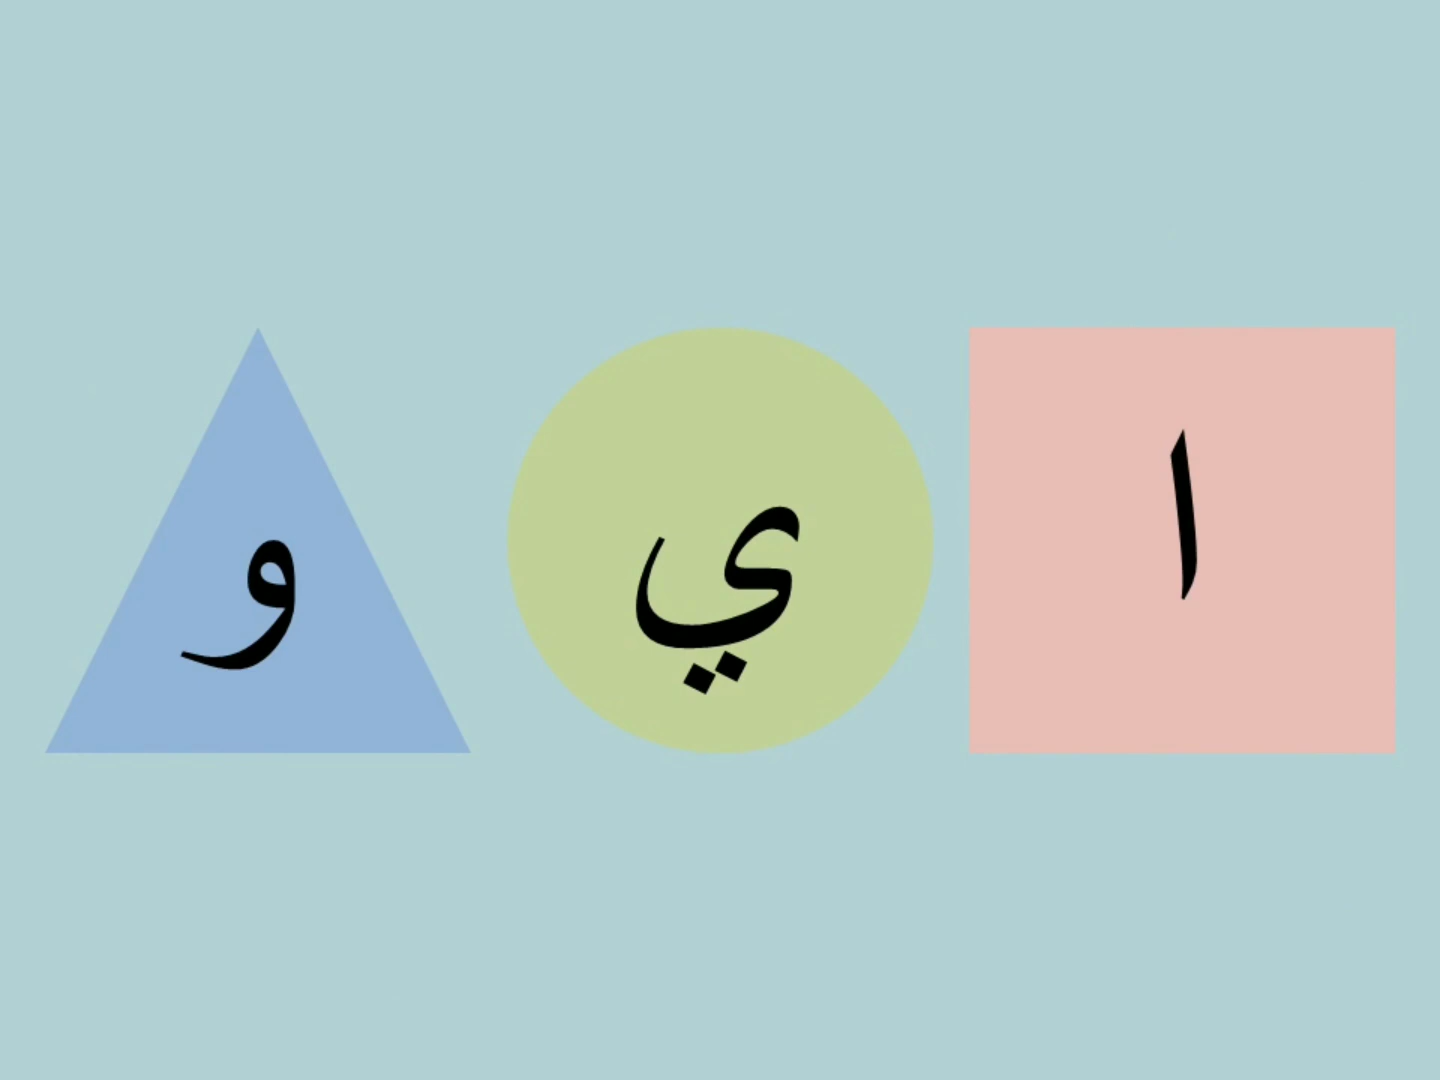 ا ي و